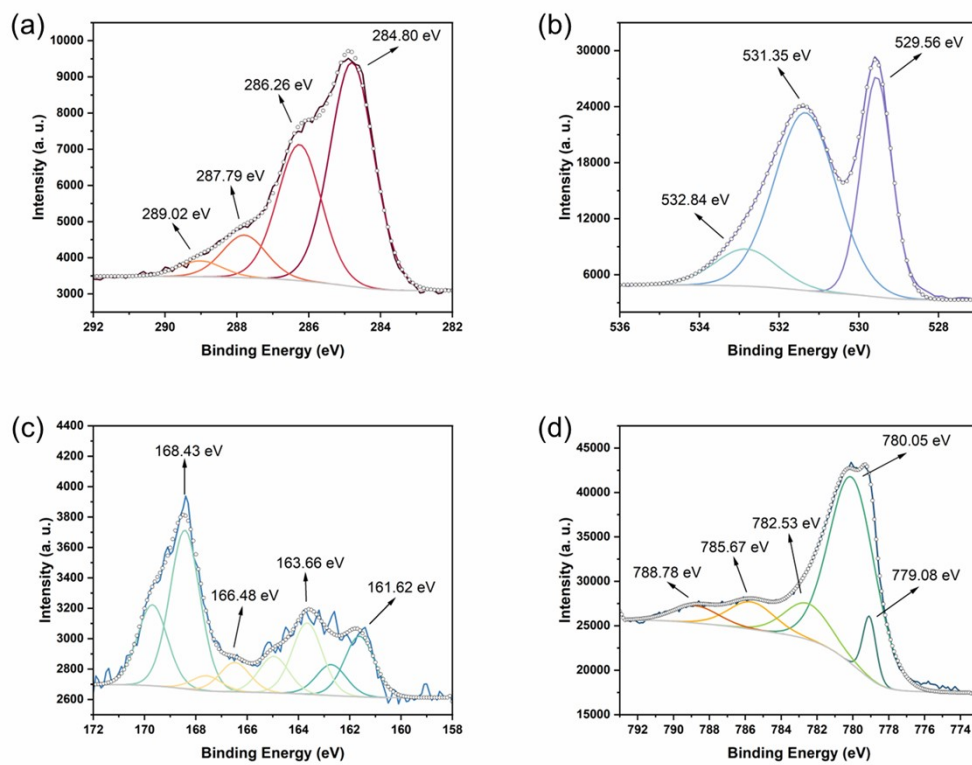 (a)
10000
9000
8000
7000
6000
5000
4000
3000
292
290
288
286
284
282
Intensity (a. u.)
Binding Energy (eV)
284.80 eV
286.26 eV
287.79 eV
289.02 eV
(b)
30000
24000
18000
12000
6000
536
534
532
530
528
Intensity (a. u.)
Binding Energy (eV)
529.56 eV
531.35 eV
532.84 eV
(c)
4400
4200
4000
3800
3600
3400
3200
3000
2800
2600
172
170
168
166
164
162
160
158
Intensity (a. u.)
Binding Energy (eV)
168.43 eV
163.66 eV
161.62 eV
166.48 eV
(d)
45000
40000
35000
30000
25000
20000
15000
792
790
788
786
784
782
780
778
776
774
Intensity (a. u.)
Binding Energy (eV)
780.05 eV
782.53 eV
785.67 eV
788.78 eV
779.08 eV